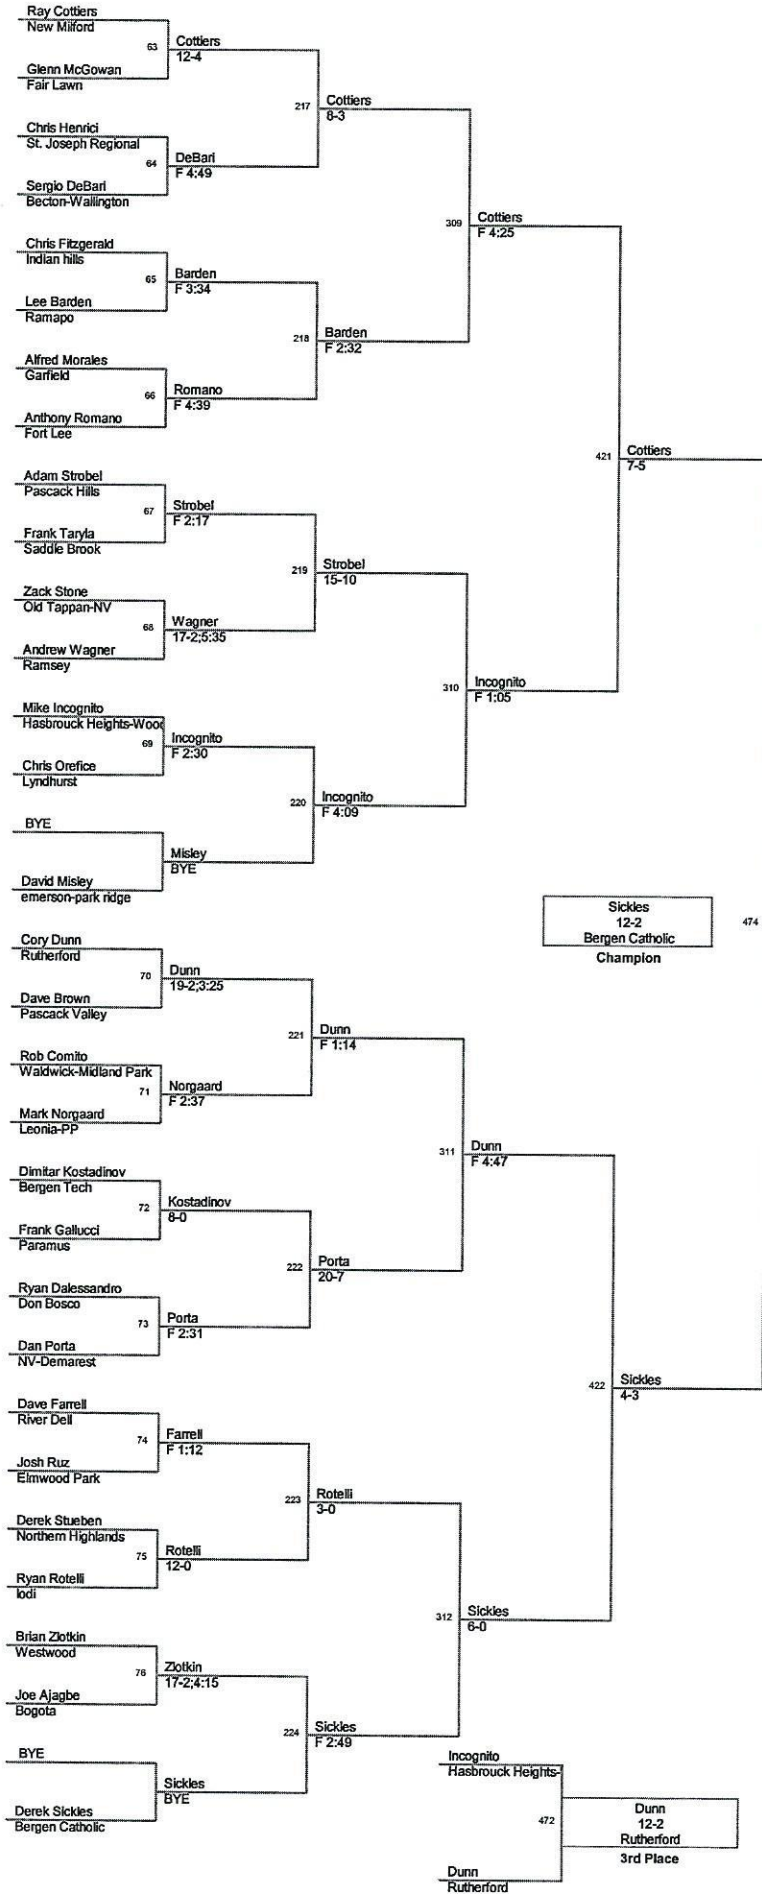 Ray Cottiers
New Milford
63
Cottiers
12-4
Glenn McGowan
Fair Lawn
217
Cottiers
8-3
Chris Henrici
St. Joseph Regional
64
DeBari
F 4:49
Sergio DeBari
Becton-Wallington
309
Cottiers
F 4:25
Chris Fitzgerald
Indian hills
65
Barden
F 3:34
Lee Barden
Ramapo
218
Barden
F 2:32
Alfred Morales
Garfield
66
Romano
F 4:39
Anthony Romano
Fort Lee
421
Cottiers
7-5
Adam Strobel
Pascack Hills
67
Strobel
F 2:17
Frank Taryla
Saddle Brook
219
Strobel
15-10
Zack Stone
Old Tappan-NV
68
Wagner
17-2;5:35
Andrew Wagner
Ramsey
310
Incognito
F 1:05
Mike Incognito
Hasbrouck Heights-Wood
69
Incognito
F 2:30
Chris Orefice
Lyndhurst
220
Incognito
F 4:09
BYE
Misley
BYE
David Misley
emerson-park ridge
Sickles
12-2
Bergen Catholic
Champion
474
Cory Dunn
Rutherford
70
Dunn
19-2;3:25
Dave Brown
Pascack Valley
221
Dunn
F 1:14
Rob Comito
Waldwick-Midland Park
71
Norgaard
F 2:37
Mark Norgaard
Leonia-PP
311
Dunn
F 4:47
Dimitar Kostadinov
Bergen Tech
72
Kostadinov
8-0
Frank Gallucci
Paramus
222
Porta
20-7
Ryan Dalessandro
Don Bosco
73
Porta
F 2:31
Dan Porta
NV-Demarest
422
Sickles
4-3
Dave Farrell
River Dell
74
Farrell
F 1:12
Josh Ruz
Elmwood Park
223
Rotelli
3-0
Derek Stueben
Northern Highlands
75
Rotelli
12-0
Ryan Rotelli
lodi
312
Sickles
6-0
Brian Zlotkin
Westwood
76
Zlotkin
17-2;4:15
Joe Ajagbe
Bogota
224
Sickles
F 2:49
BYE
Sickles
BYE
Derek Sickles
Bergen Catholic
Incognito
Hasbrouck Heights-
472
Dunn
12-2
Rutherford
3rd Place
Dunn
Rutherford